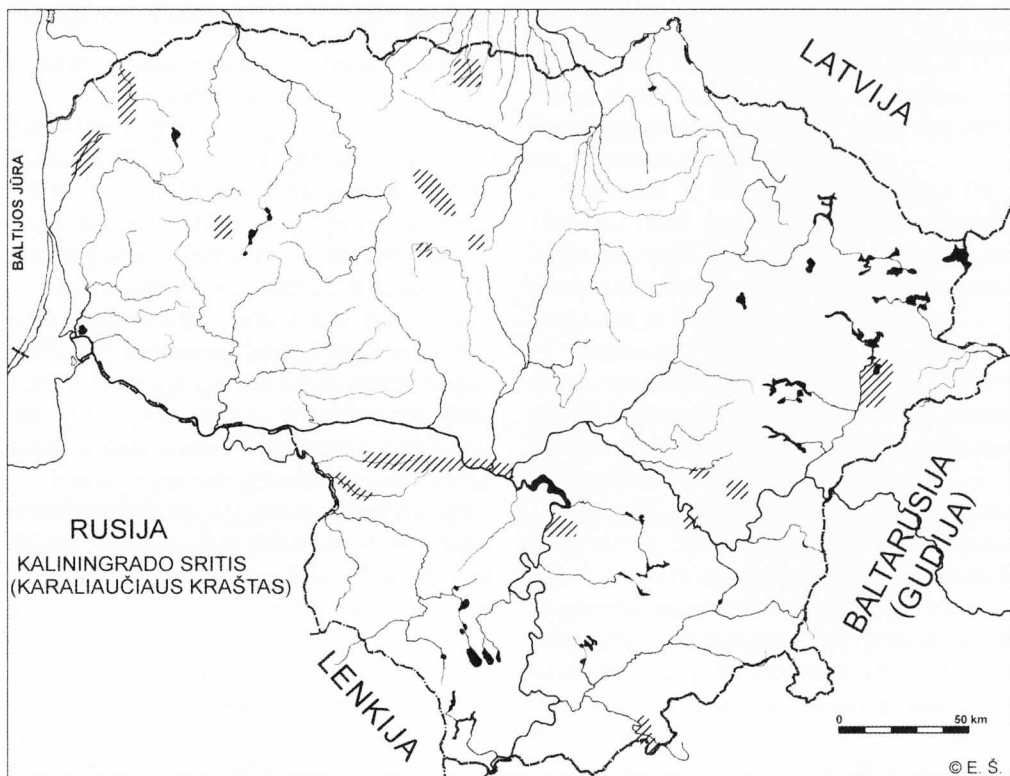 LATVIJA
BALTIJOS JŪRA
RUSIJA
KALININGRADO SRITIS
(KARALIAUČIAUS KRAŠTAS)
BALTARUSIJA
(GUDIJA)
LENKIJA
0 50 km
© E. Š.